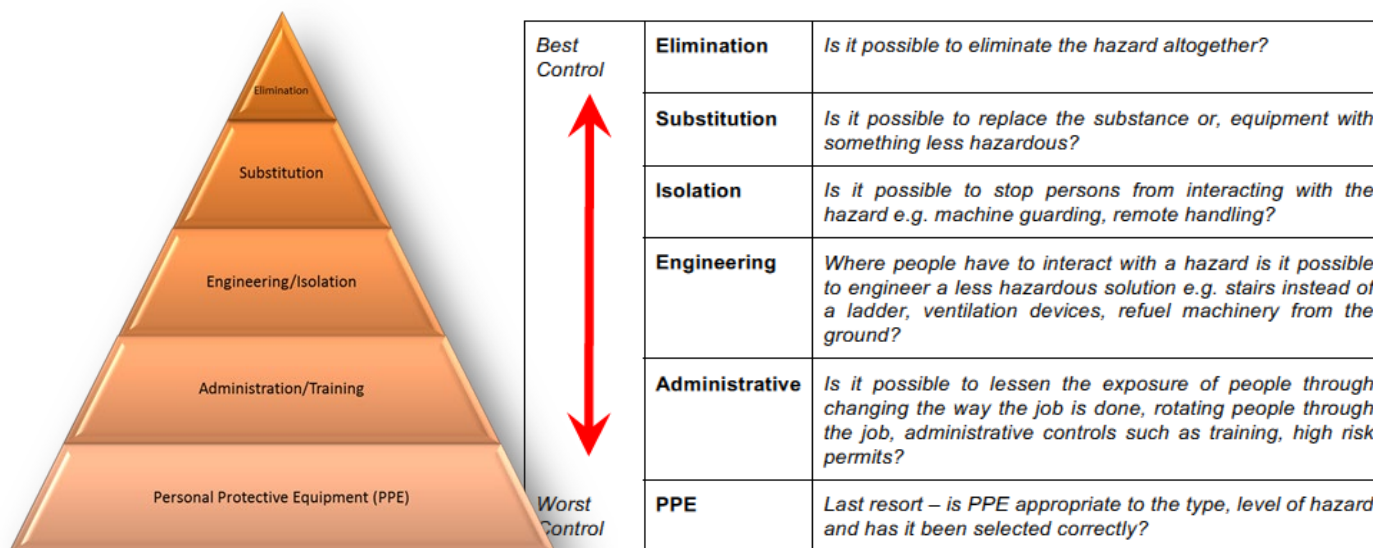 Elimination
Substitution
Engineering/Isolation
Administration/Training
Personal Protective Equipment (PPE)
Best
Control
Worst
Control
Elimination
Is it possible to eliminate the hazard altogether?
Substitution
Is it possible to replace the substance or, equipment with
something less hazardous?
Isolation
Is it possible to stop persons from interacting with the
hazard e.g. machine guarding, remote handling?
Engineering
Where people have to interact with a hazard is it possible
to engineer a less hazardous solution e.g. stairs instead of
a ladder, ventilation devices, refuel machinery from the
ground?
Administrative
Is it possible to lessen the exposure of people through
changing the way the job is done, rotating people through
the job, administrative controls such as training, high risk
permits?
PPE
Last resort – is PPE appropriate to the type, level of hazard
and has it been selected correctly?